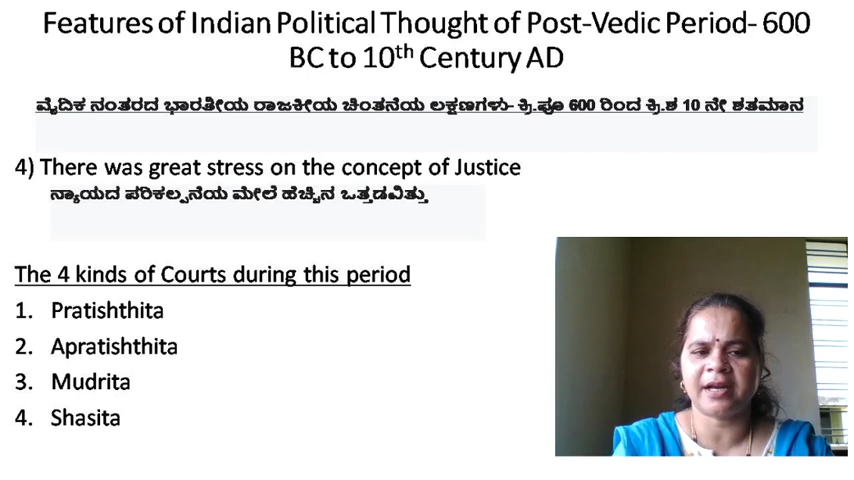 Features of Indian Political Thought of Post-Vedic Period- 600
BC to 10th Century AD
ವೈದಿಕ ನಂತರದ ಭಾರತೀಯ ರಾಜಕೀಯ ಚಿಂತನೆಯ ಲಕ್ಷಣಗಳು- ಕ್ರಿ.ಪೂ 600 ರಿಂದ ಕ್ರಿ.ಶ 10 ನೇ ಶತಮಾನ
4) There was great stress on the concept of Justice
ನ್ಯಾಯದ ಪರಿಕಲ್ಪನೆಯ ಮೇಲೆ ಹೆಚ್ಚಿನ ಒತ್ತಡವಿತ್ತು
The 4 kinds of Courts during this period
1. Pratishthita
2. Apratishthita
3. Mudrita
4. Shasita